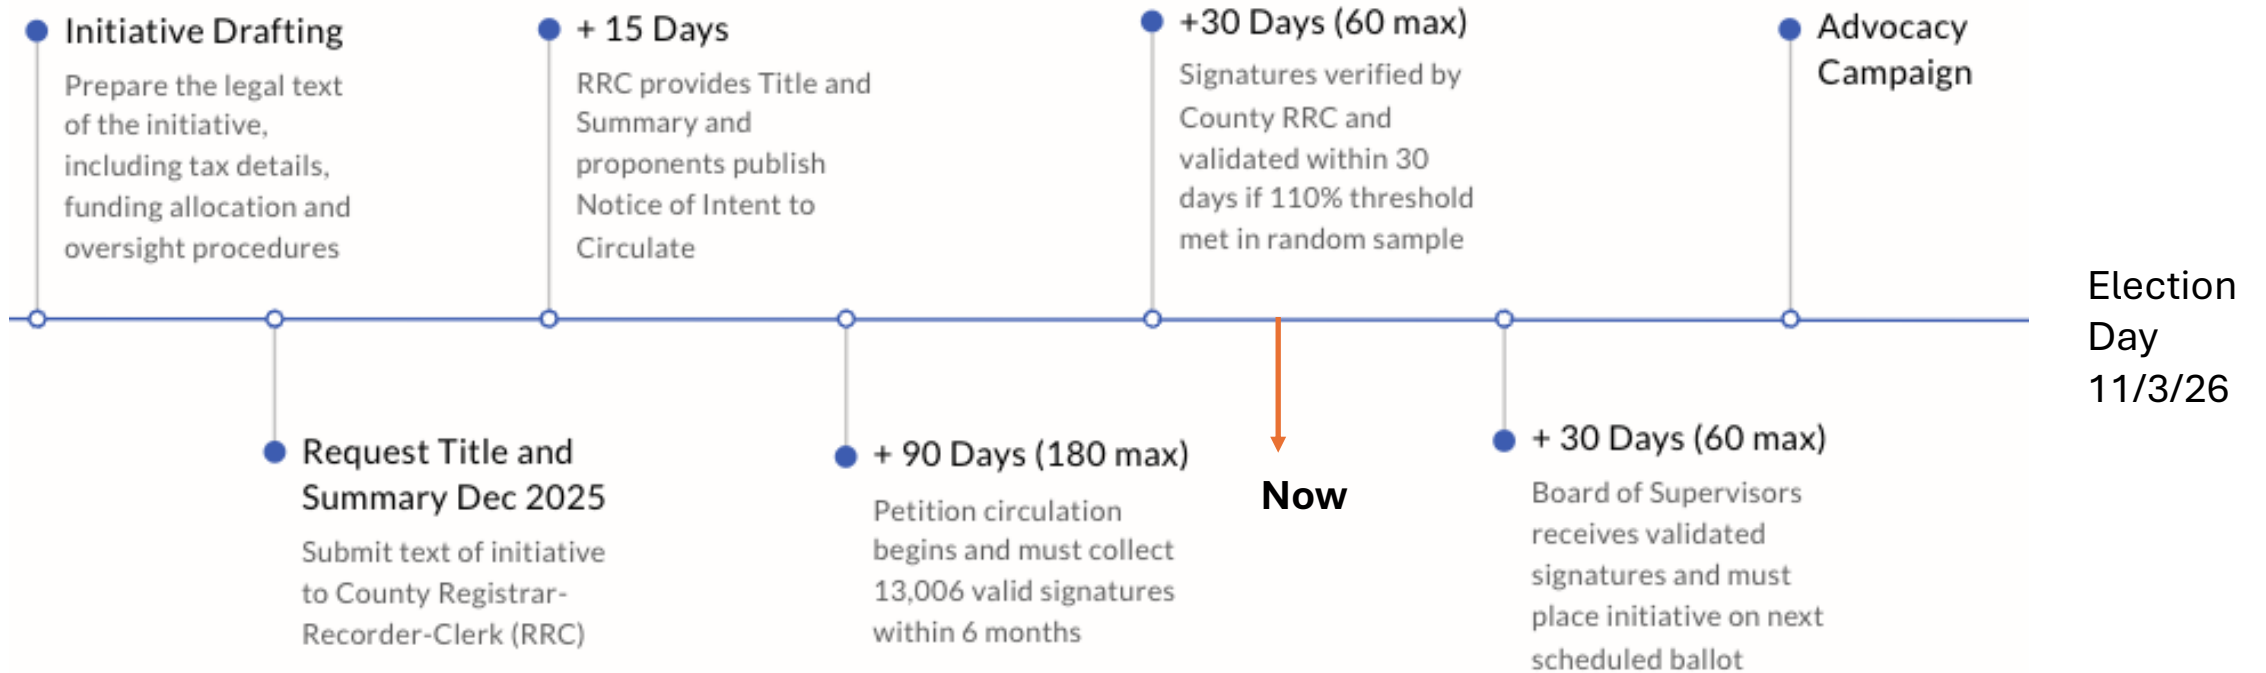 Initiative Drafting
Prepare the legal text
of the initiative,
including tax details,
funding allocation and
oversight procedures
Request Title and
Summary Dec 2025
Submit text of initiative
to County Registrar-
Recorder-Clerk (RRC)
+ 15 Days
RRC provides Title and
Summary and
proponents publish
Notice of Intent to
Circulate
+ 90 Days (180 max)
Petition circulation
begins and must collect
13,006 valid signatures
within 6 months
+30 Days (60 max)
Signatures verified by
County RRC and
validated within 30
days if 110% threshold
met in random sample
Now
+ 30 Days (60 max)
Board of Supervisors
receives validated
signatures and must
place initiative on next
scheduled ballot
Advocacy
Campaign
Election
Day
11/3/26